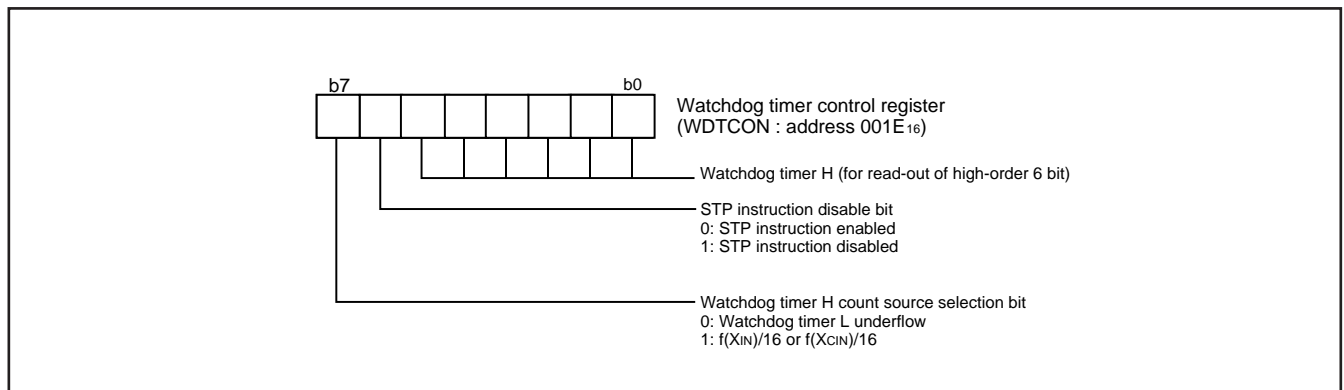 b7 b0
Watchdog timer control register
(WDTCON : address 001E16)
Watchdog timer H (for read-out of high-order 6 bit)
STP instruction disable bit
0: STP instruction enabled
1: STP instruction disabled
Watchdog timer H count source selection bit
0: Watchdog timer L underflow
1: f(XIN)/16 or f(XCIN)/16